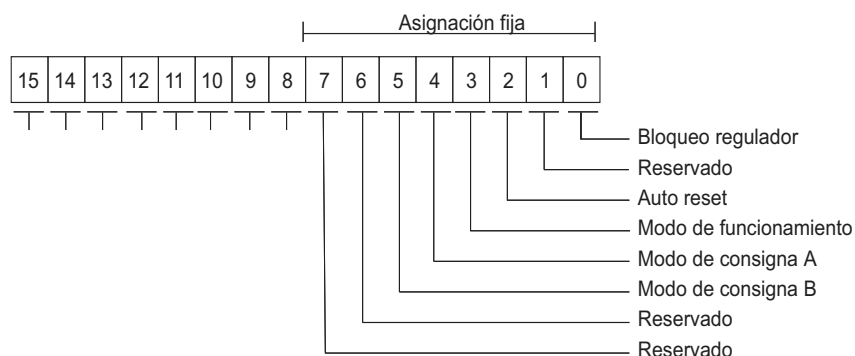 Asignación fija
15 14 13 12 11 10 9 8 7 6 5 4 3 2 1 0
Bloqueo regulador
Reservado
Auto reset
Modo de funcionamiento
Modo de consigna A
Modo de consigna B
Reservado
Reservado